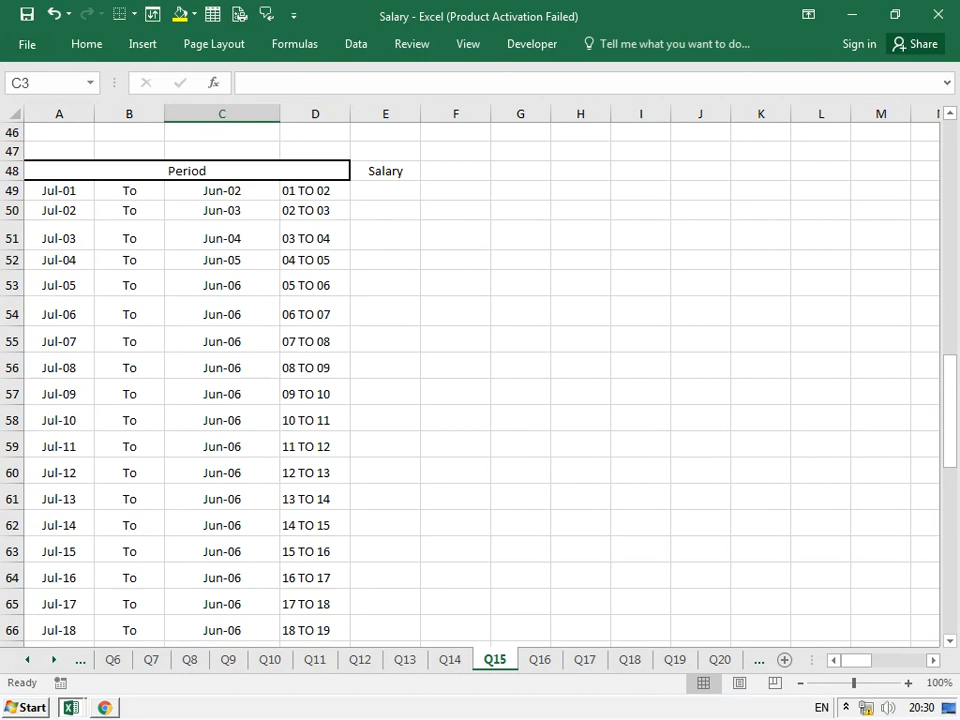 Salary - Excel (Product Activation Failed)
File Home Insert Page Layout Formulas Data Review View Developer Tell me what you want to do... Sign in Share
C3 fx
A B C D E F G H I J K L M
46
47
48 Period Salary
49 Jul-01 To Jun-02 01 TO 02
50 Jul-02 To Jun-03 02 TO 03
51 Jul-03 To Jun-04 03 TO 04
52 Jul-04 To Jun-05 04 TO 05
53 Jul-05 To Jun-06 05 TO 06
54 Jul-06 To Jun-06 06 TO 07
55 Jul-07 To Jun-06 07 TO 08
56 Jul-08 To Jun-06 08 TO 09
57 Jul-09 To Jun-06 09 TO 10
58 Jul-10 To Jun-06 10 TO 11
59 Jul-11 To Jun-06 11 TO 12
60 Jul-12 To Jun-06 12 TO 13
61 Jul-13 To Jun-06 13 TO 14
62 Jul-14 To Jun-06 14 TO 15
63 Jul-15 To Jun-06 15 TO 16
64 Jul-16 To Jun-06 16 TO 17
65 Jul-17 To Jun-06 17 TO 18
66 Jul-18 To Jun-06 18 TO 19
... Q6 Q7 Q8 Q9 Q10 Q11 Q12 Q13 Q14 Q15 Q16 Q17 Q18 Q19 Q20 ...
Ready 100%
Start EN 20:30